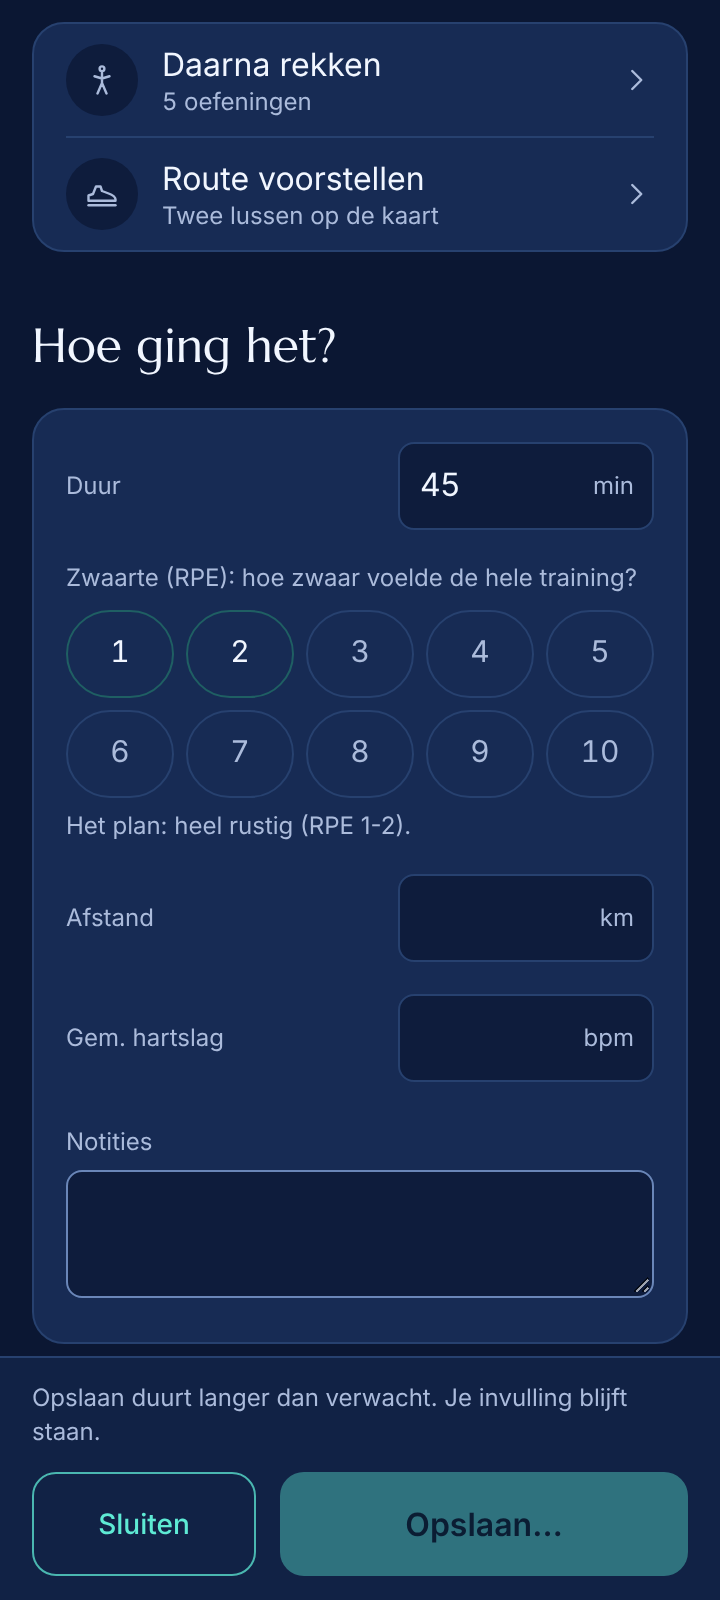 Daarna rekken
5 oefeningen
Route voorstellen
Twee lussen op de kaart
Hoe ging het?
Duur
45 min
Zwaarte (RPE): hoe zwaar voelde de hele training?
1 2 3 4 5
6 7 8 9 10
Het plan: heel rustig (RPE 1-2).
Afstand
km
Gem. hartslag
bpm
Notities
Opslaan duurt langer dan verwacht. Je invulling blijft
staan.
Sluiten
Opslaan...